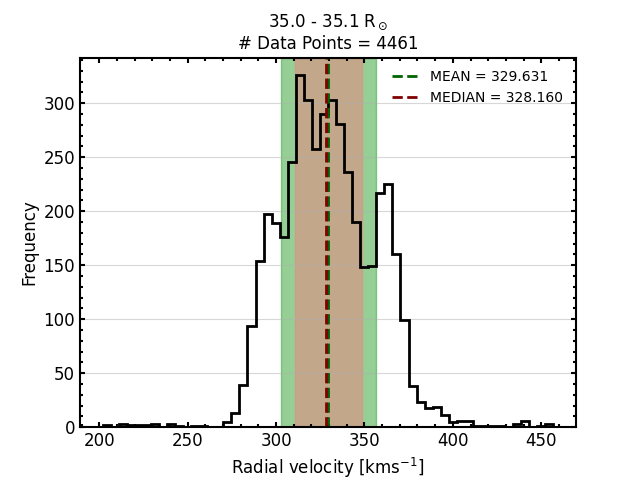 35.0 - 35.1 R⊙
# Data Points = 4461
MEAN = 329.631
MEDIAN = 328.160
300
250
200
150
100
50
0
Frequency
200 250 300 350 400 450
Radial velocity [kms⁻¹]